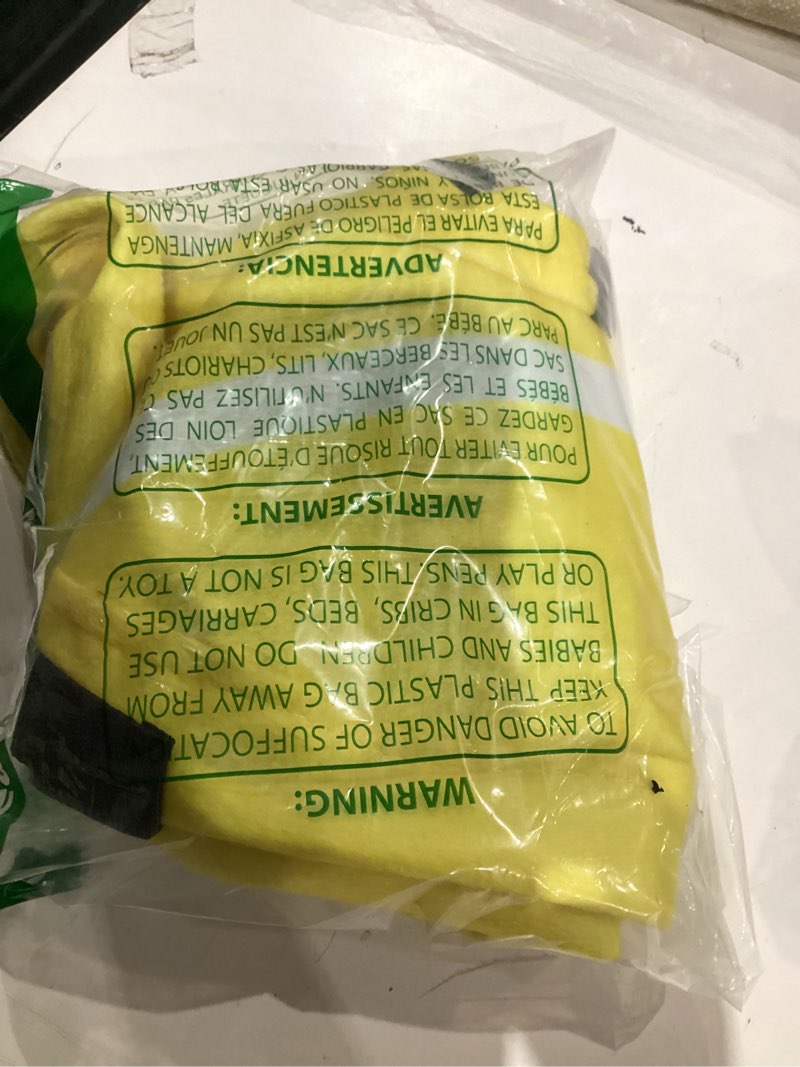 WARNING:
TO AVOID DANGER OF SUFFOCAT
KEEP THIS PLASTIC BAG AWAY FROM
BABIES AND CHILDREN DO NOT USE
THIS BAG IN CRIBS, BEDS, CARRIAGES
OR PLAY PENS. THIS BAG IS NOT A TOY.
AVERTISSEMENT:
POUR EVITER TOUT RISQUE D'ÉTOUFFEMENT,
GARDEZ CE SAC EN PLASTIQUE LOIN DES
BÉBÉS ET LES ENFANTS. N'UTILISEZ PAS C
SAC DANS LES BERCEAUX, LITS, CHARIOTS
PARC AU BÉBÉ. CE SAC N'EST PAS UN JOUET.
ADVERTENCIA:
PARA EVITAR EL PELIGRO DE ASFIXIA, MANTENGA
ESTA BOLSA DE PLASTICO FUERA DEL ALCANCE
DE Y NIÑOS. NO USAR ESTA BOLSA EN